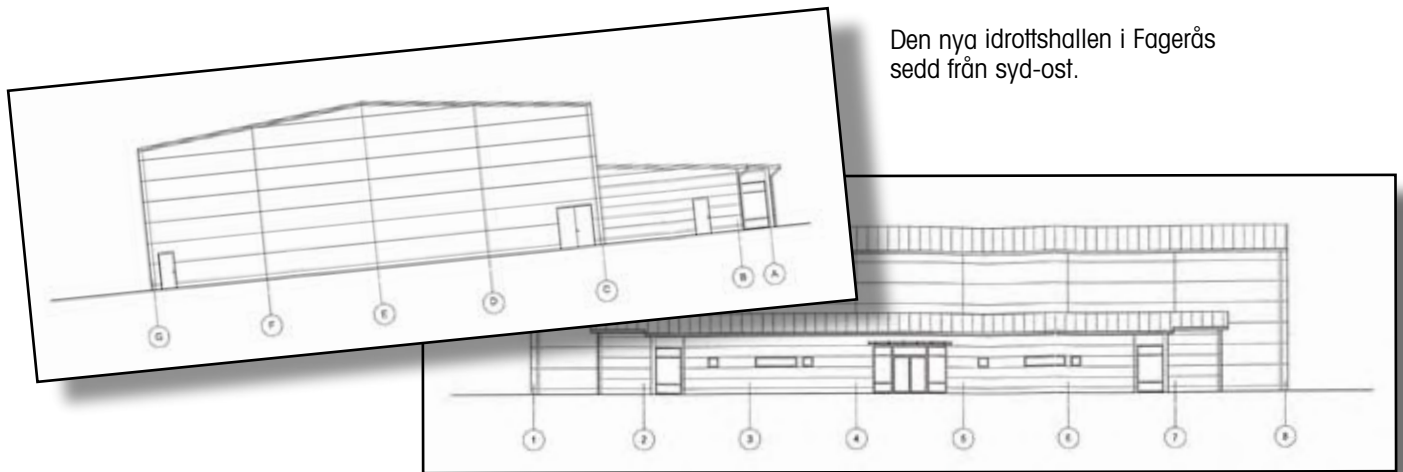 Den nya idrottshallen i Fagerås
sedd från syd-ost.
G F E D C B A
1 2 3 4 5 6 7 8